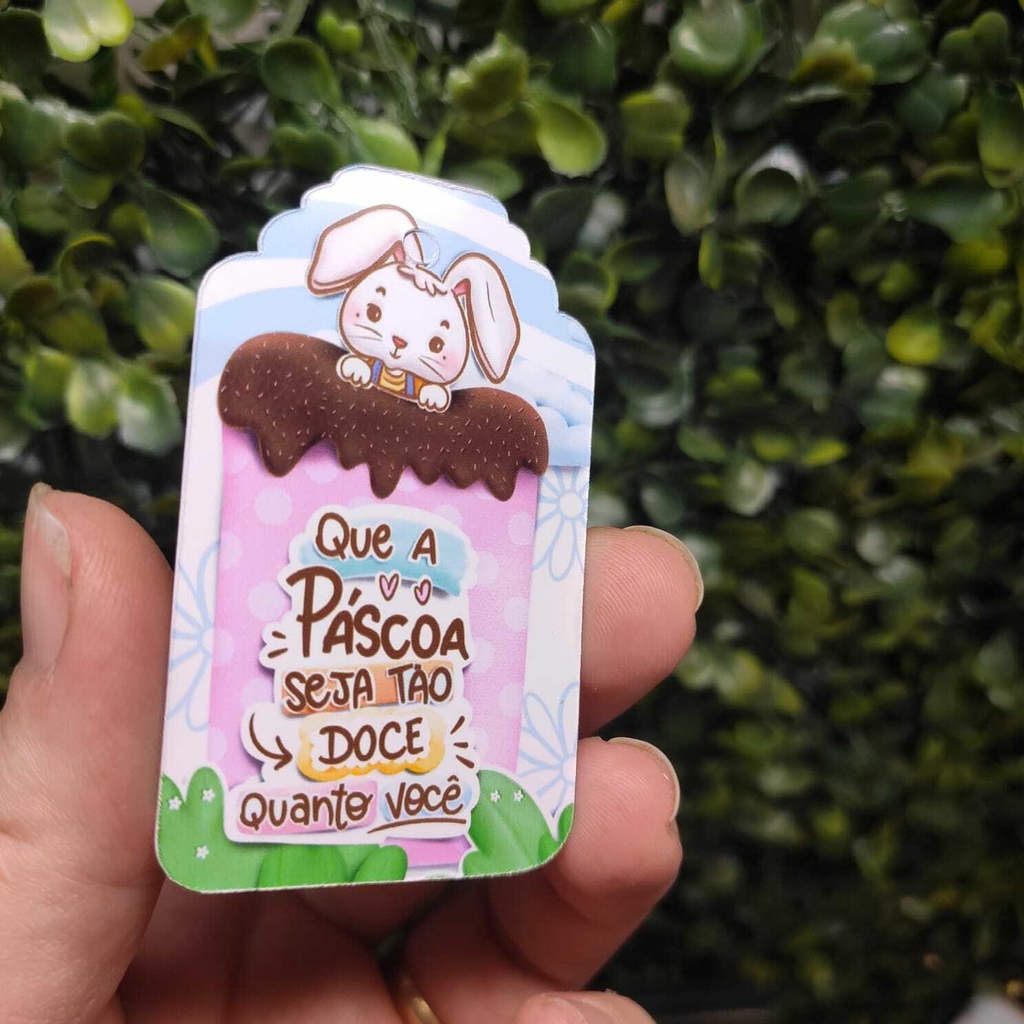 Que a
Páscoa
seja tão
doce
Quanto você